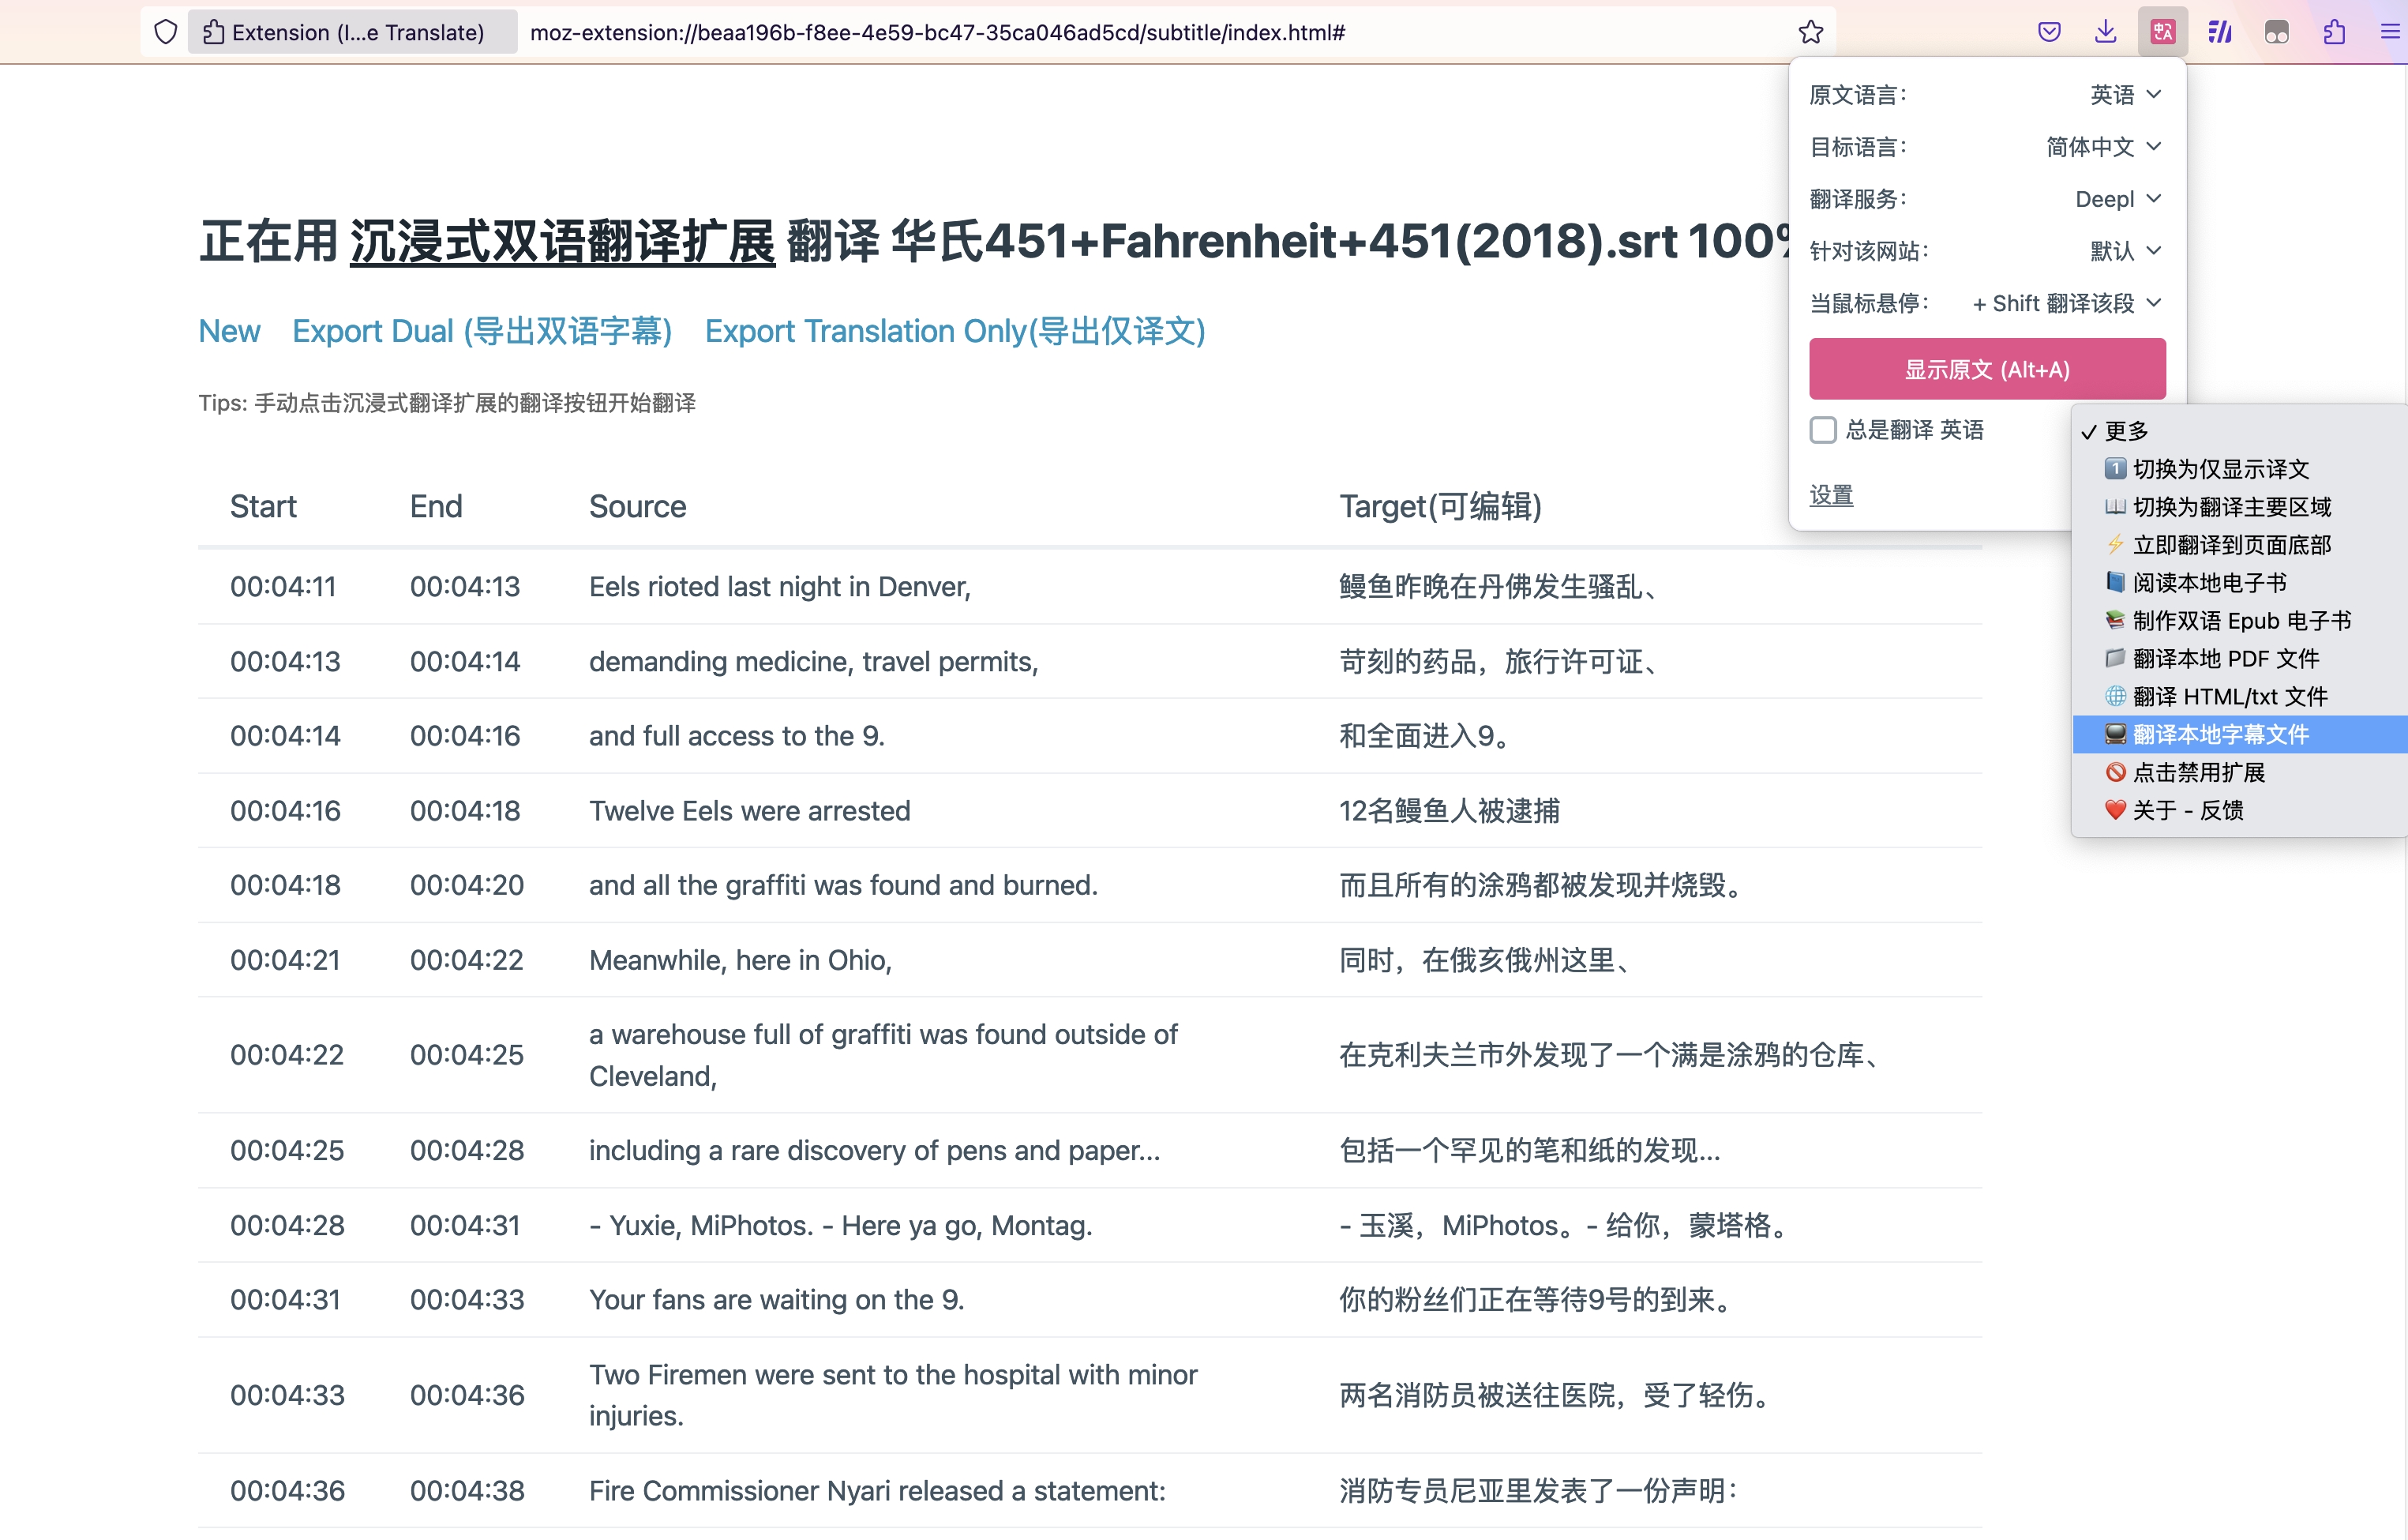 Extension (I...e Translate)
moz-extension://beaa196b-f8ee-4e59-bc47-35ca046ad5cd/subtitle/index.html#
原文语言：
英语
目标语言：
简体中文
翻译服务：
Deepl
针对该网站：
默认
当鼠标悬停：
+ Shift 翻译该段
显示原文 (Alt+A)
总是翻译 英语
设置
更多
1 切换为仅显示译文
切换为翻译主要区域
立即翻译到页面底部
阅读本地电子书
制作双语 Epub 电子书
翻译本地 PDF 文件
翻译 HTML/txt 文件
翻译本地字幕文件
点击禁用扩展
关于 - 反馈
正在用 沉浸式双语翻译扩展 翻译 华氏451+Fahrenheit+451(2018).srt 100%
New Export Dual (导出双语字幕) Export Translation Only(导出仅译文)
Tips: 手动点击沉浸式翻译扩展的翻译按钮开始翻译
Start End Source Target(可编辑)
00:04:11 00:04:13 Eels rioted last night in Denver, 鳗鱼昨晚在丹佛发生骚乱、
00:04:13 00:04:14 demanding medicine, travel permits, 苛刻的药品，旅行许可证、
00:04:14 00:04:16 and full access to the 9. 和全面进入9。
00:04:16 00:04:18 Twelve Eels were arrested 12名鳗鱼人被逮捕
00:04:18 00:04:20 and all the graffiti was found and burned. 而且所有的涂鸦都被发现并烧毁。
00:04:21 00:04:22 Meanwhile, here in Ohio, 同时，在俄亥俄州这里、
00:04:22 00:04:25 a warehouse full of graffiti was found outside of
Cleveland, 在克利夫兰市外发现了一个满是涂鸦的仓库、
00:04:25 00:04:28 including a rare discovery of pens and paper... 包括一个罕见的笔和纸的发现...
00:04:28 00:04:31 - Yuxie, MiPhotos. - Here ya go, Montag. - 玉溪，MiPhotos。- 给你，蒙塔格。
00:04:31 00:04:33 Your fans are waiting on the 9. 你的粉丝们正在等待9号的到来。
00:04:33 00:04:36 Two Firemen were sent to the hospital with minor
injuries. 两名消防员被送往医院，受了轻伤。
00:04:36 00:04:38 Fire Commissioner Nyari released a statement: 消防专员尼亚里发表了一份声明：